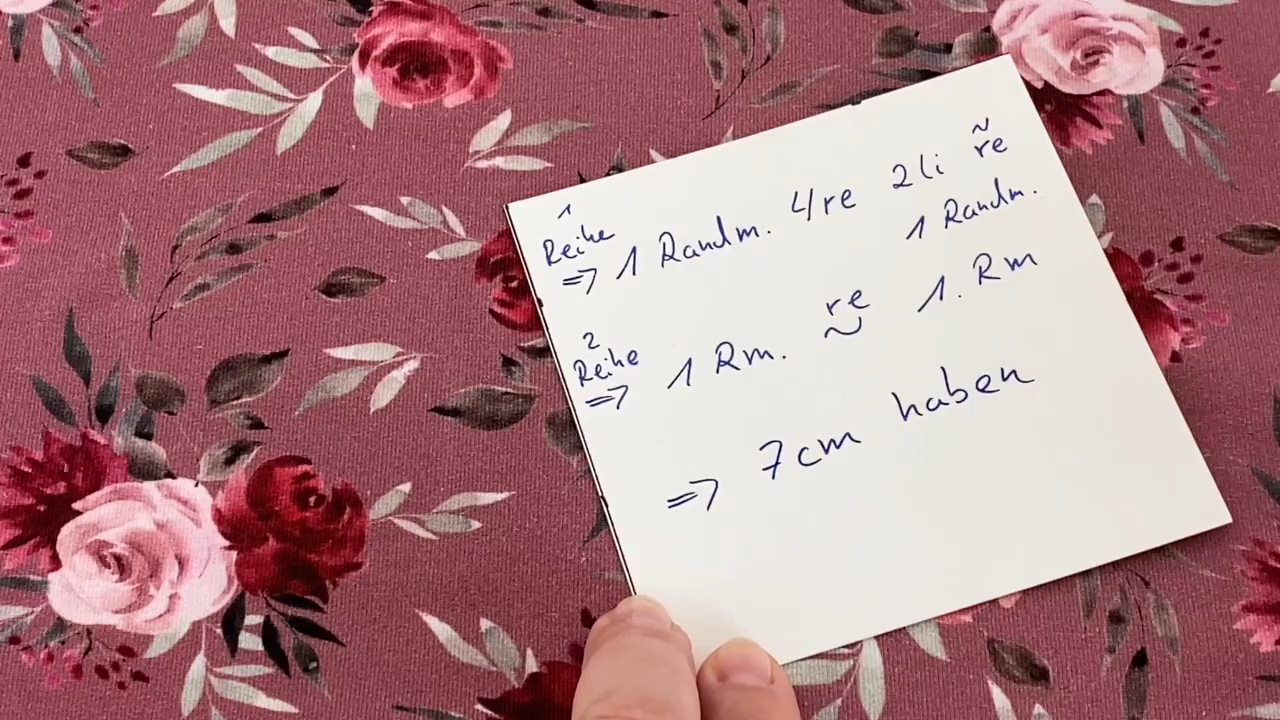 1
Reihe
⇒ 1 Randm. 4re 2li ~ re
1 Randm.
2
Reihe
⇒ 1 Rm. re ~ 1. Rm
⇒ 7cm haben